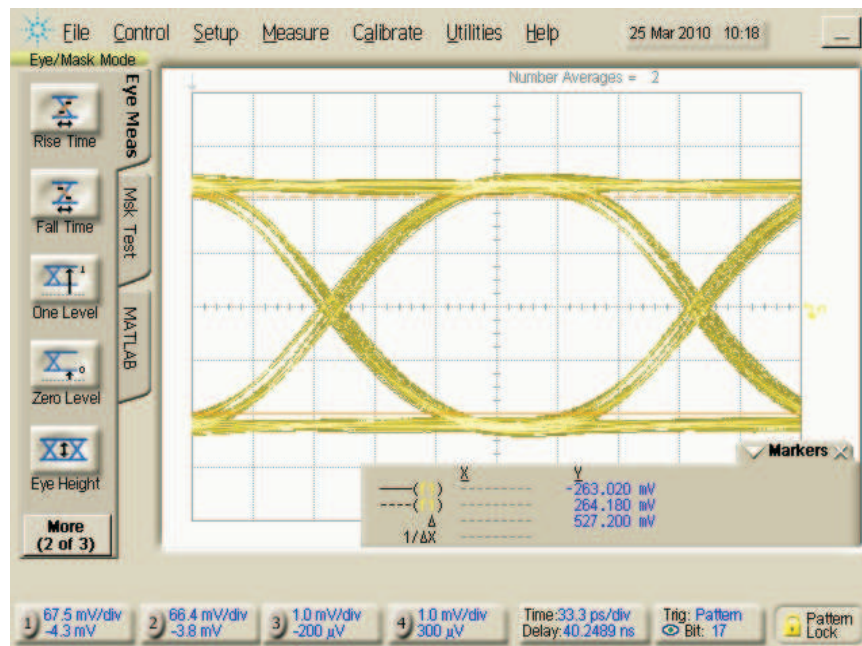 File Control Setup Measure Calibrate Utilities Help 25 Mar 2010 10:18
Eye/Mask Mode
Number Averages = 2
Eye Meas
Rise Time
Fall Time
Msk Test
One Level
MATLAB
Zero Level
Eye Height
More
(2 of 3)
Markers
X Y
-263.020 mV
264.180 mV
Δ 527.200 mV
1/ΔX
1) 67.5 mV/div
-4.3 mV
2) 66.4 mV/div
-3.8 mV
3) 1.0 mV/div
-200 µV
4) 1.0 mV/div
300 µV
Time:33.3 ps/div
Delay:40.2489 ns
Trig: Pattern
Bit: 17
Pattern
Lock